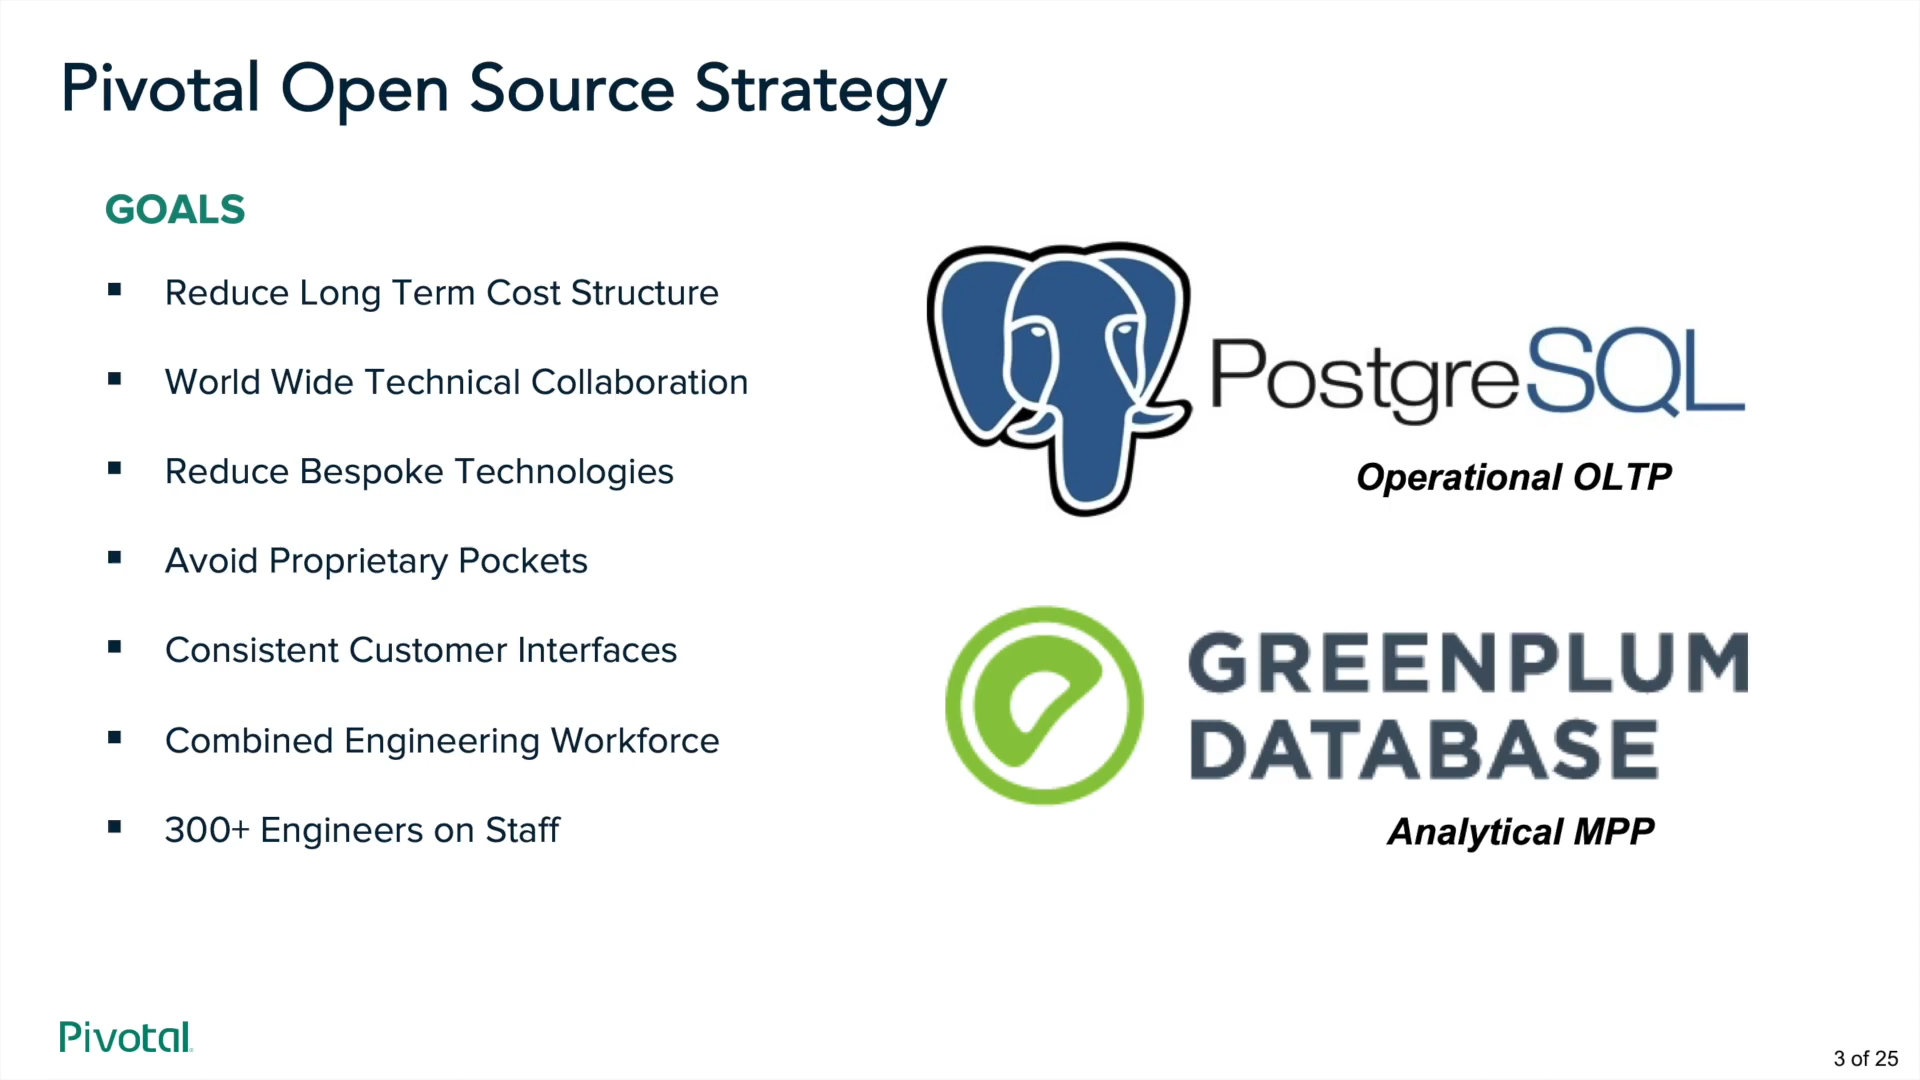 Pivotal Open Source Strategy
GOALS
▪ Reduce Long Term Cost Structure
▪ World Wide Technical Collaboration
▪ Reduce Bespoke Technologies
▪ Avoid Proprietary Pockets
▪ Consistent Customer Interfaces
▪ Combined Engineering Workforce
▪ 300+ Engineers on Staff
PostgreSQL
Operational OLTP
GREENPLUM
DATABASE
Analytical MPP
Pivotal
3 of 25